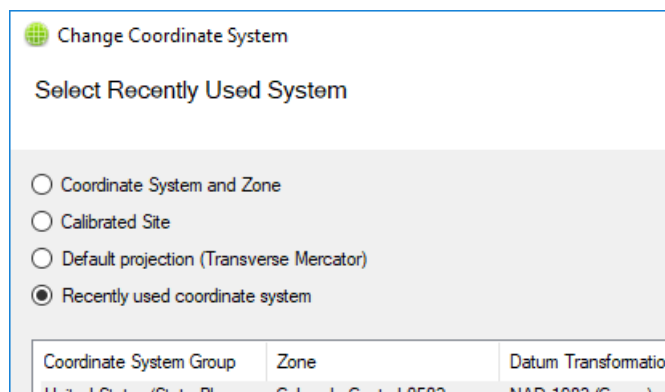 Change Coordinate System
Select Recently Used System
Coordinate System and Zone
Calibrated Site
Default projection (Transverse Mercator)
Recently used coordinate system
Coordinate System Group Zone Datum